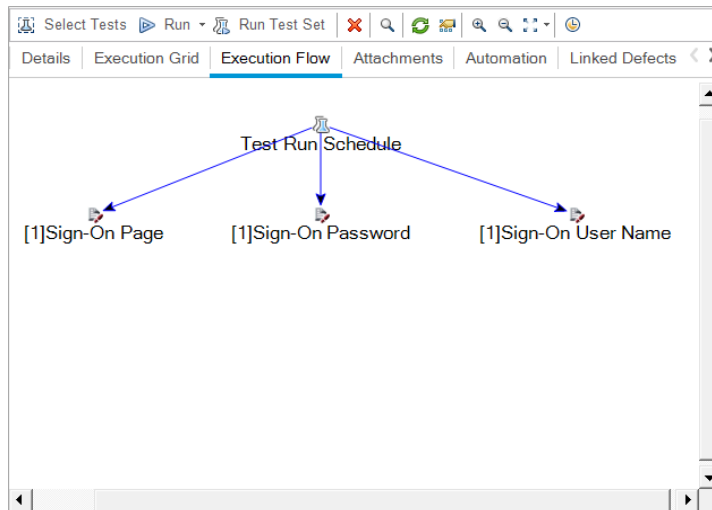 Select Tests Run Run Test Set
Details Execution Grid Execution Flow Attachments Automation Linked Defects
Test Run Schedule
[1]Sign-On Page [1]Sign-On Password [1]Sign-On User Name